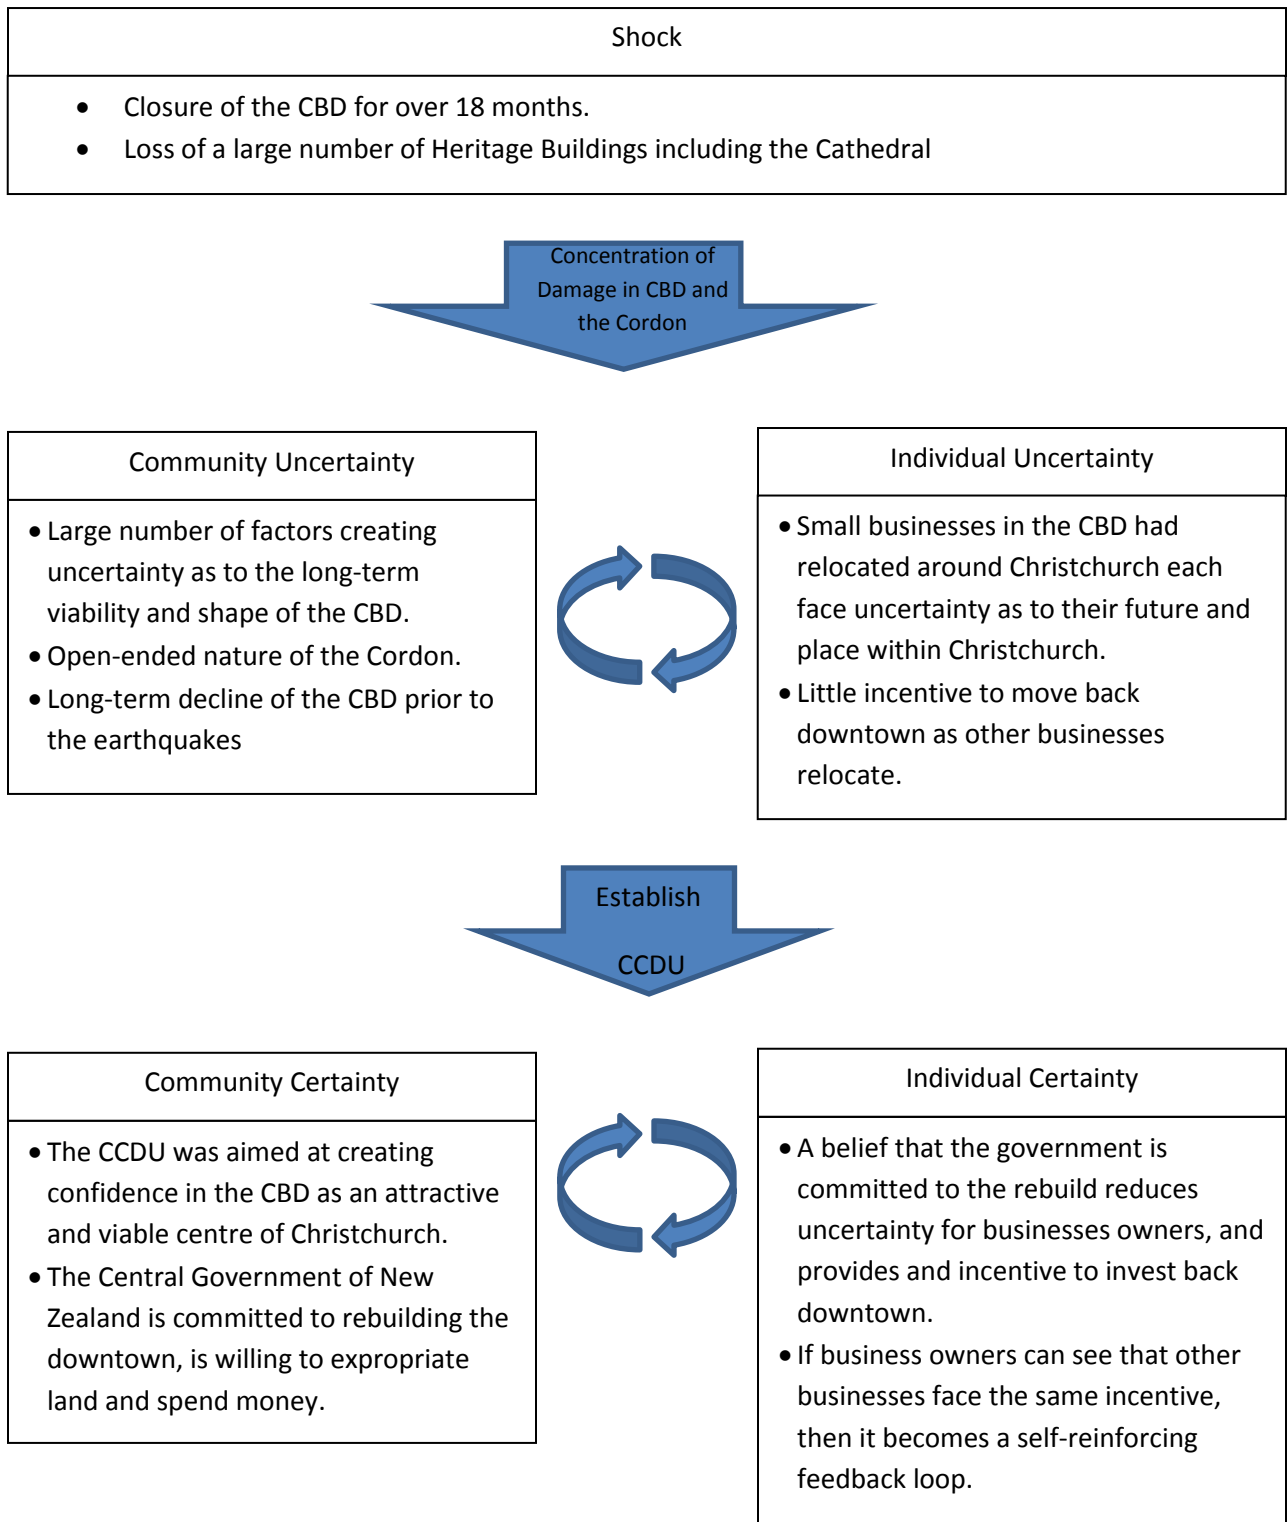 Shock
• Closure of the CBD for over 18 months.
• Loss of a large number of Heritage Buildings including the Cathedral
Concentration of
Damage in CBD and
the Cordon
Community Uncertainty
• Large number of factors creating
uncertainty as to the long-term
viability and shape of the CBD.
• Open-ended nature of the Cordon.
• Long-term decline of the CBD prior to
the earthquakes
Individual Uncertainty
• Small businesses in the CBD had
relocated around Christchurch each
face uncertainty as to their future and
place within Christchurch.
• Little incentive to move back
downtown as other businesses
relocate.
Establish
CCDU
Community Certainty
• The CCDU was aimed at creating
confidence in the CBD as an attractive
and viable centre of Christchurch.
• The Central Government of New
Zealand is committed to rebuilding the
downtown, is willing to expropriate
land and spend money.
Individual Certainty
• A belief that the government is
committed to the rebuild reduces
uncertainty for businesses owners, and
provides and incentive to invest back
downtown.
• If business owners can see that other
businesses face the same incentive,
then it becomes a self-reinforcing
feedback loop.